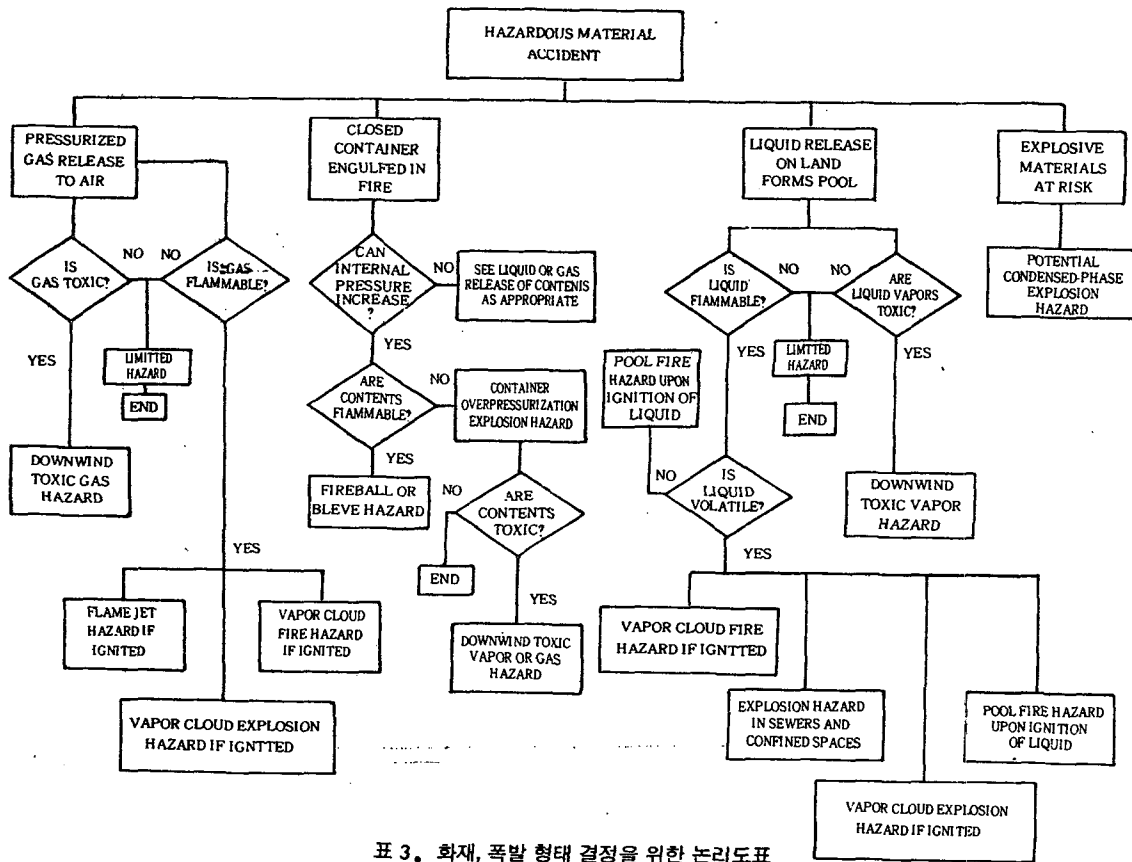 HAZARDOUS MATERIAL
ACCIDENT
PRESSURIZED
GAS RELEASE
TO AIR
CLOSED
CONTAINER
ENGULFED IN
FIRE
LIQUID RELEASE
ON LAND
FORMS POOL
EXPLOSIVE
MATERIALS
AT RISK
IS
GAS TOXIC?
NO
NO
IS GAS
FLAMMABLE?
CAN
INTERNAL
PRESSURE
INCREASE
?
NO
SEE LIQUID OR GAS
RELEASE OF CONTENIS
AS APPROPRIATE
IS
LIQUID
FIAMMABLE?
NO
NO
ARE
LIQUID VAPORS
TOXIC?
POTENTIAL
CONDENSED-PHASE
EXPLOSION
HAZARD
YES
LIMITTED
HAZARD
END
YES
ARE
CONTENTS
FIAMMABLE?
NO
CONTAINER
OVERPRESSURIZATION
EXPLOSION HAZARD
POOL FIRE
HAZARD UPON
IGNITION OF
LIQUID
YES
LIMTTED
HAZARD
END
YES
DOWNWIND
TOXIC GAS
HAZARD
YES
FIREBALL OR
BLEVE HAZARD
NO
ARE
CONTENTS
TOXIC?
END
NO
IS
LIQUID
VOLATILE?
DOWNWIND
TOXIC VAPOR
HAZARD
YES
YES
YES
FLAME JET
HAZARD IF
IGNITED
VAPOR CLOUD
FIRE HAZARD
IF IGNITED
DOWNWIND TOXIC
VAPOR OR GAS
HAZARD
VAPOR CLOUD FIRE
HAZARD IF IGNTTED
VAPOR CLOUD EXPLOSION
HAZARD IF IGNTTED
EXPLOSION HAZARD
IN SEWERS AND
CONFINED SPACES
POOL FIRE HAZARD
UPON IGNITION
OF LIQUID
VAPOR CLOUD EXPLOSION
HAZARD IF IGNITED
표 3. 화재, 폭발 형태 결정을 위한 논리도표